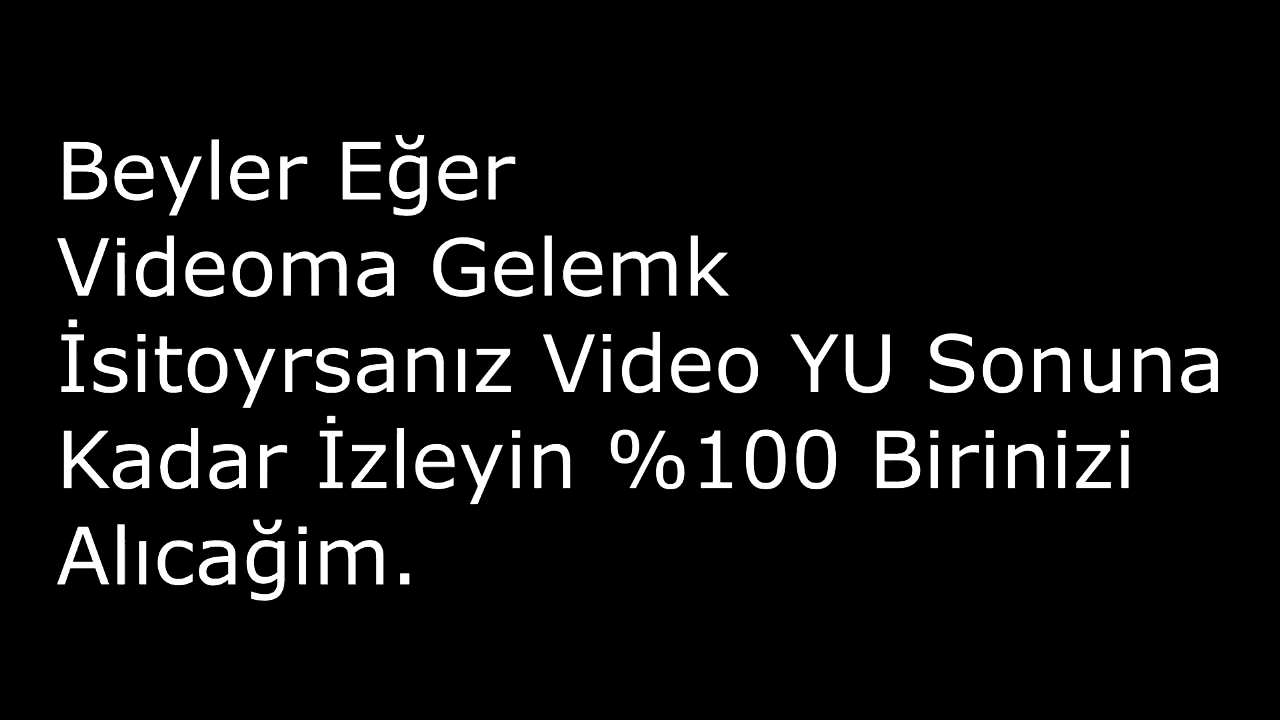 Beyler Eğer
Videoma Gelemk
İsitoyrsanız Video YU Sonuna
Kadar İzleyin %100 Birinizi
Alıcağim.